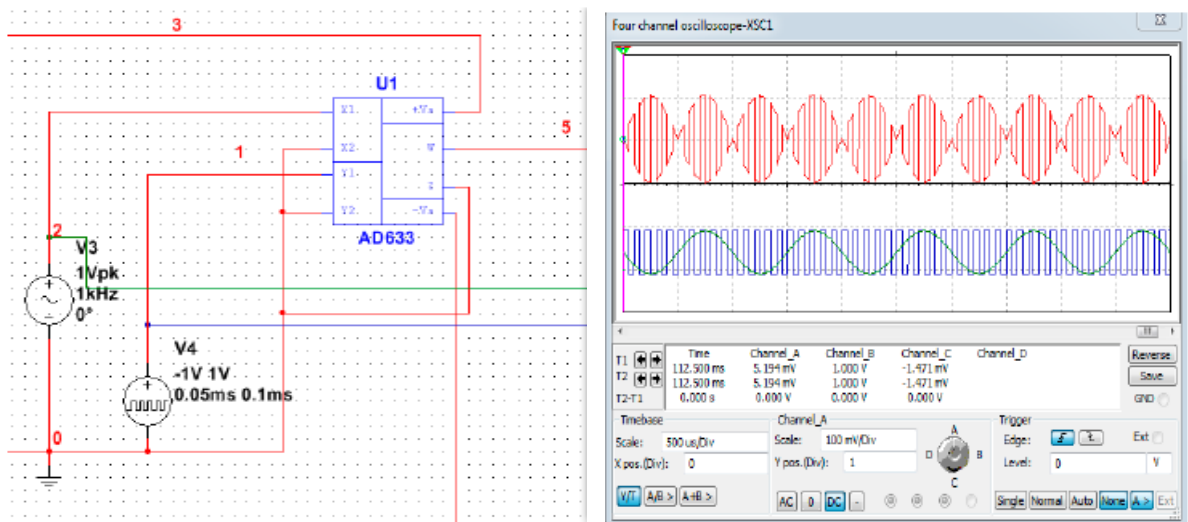 3
U1
X1.
+Vs
5
1
X2.
W
Y1.
Z
Y2.
-Vs
AD633
2
V3
1Vpk
1kHz
0°
V4
-1V 1V
0.05ms 0.1ms
0
Four channel oscilloscope-XSC1
Time Channel_A Channel_B Channel_C Channel_D
T1 112.500 ms 5.194 mV 1.000 V -1.471 mV
T2 112.500 ms 5.194 mV 1.000 V -1.471 mV
T2-T1 0.000 s 0.000 V 0.000 V 0.000 V
Reverse
Save
GND
Timebase
Scale: 500 us/Div
X pos.(Div): 0
Y/T A/B > A+B >
Channel_A
Scale: 100 mV/Div
Y pos.(Div): 1
AC 0 DC -
A
B
C
D
Trigger
Edge: Ext
Level: 0 V
Single Normal Auto None A > Ext